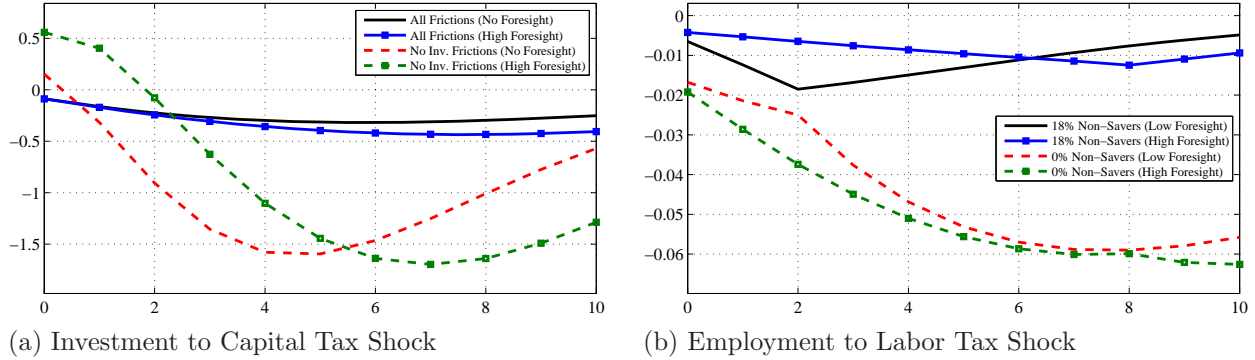 0.5
0
−0.5
−1
−1.5
0 2 4 6 8 10
All Frictions (No Foresight)
All Frictions (High Foresight)
No Inv. Frictions (No Foresight)
No Inv. Frictions (High Foresight)
(a) Investment to Capital Tax Shock
0
−0.01
−0.02
−0.03
−0.04
−0.05
−0.06
0 2 4 6 8 10
18% Non−Savers (Low Foresight)
18% Non−Savers (High Foresight)
0% Non−Savers (Low Foresight)
0% Non−Savers (High Foresight)
(b) Employment to Labor Tax Shock